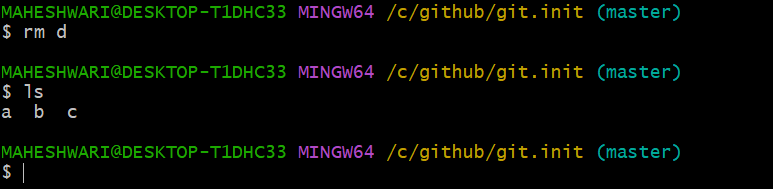 MAHESHWARI@DESKTOP-T1DHC33 MINGW64 /c/github/git.init (master)
$ rm d
MAHESHWARI@DESKTOP-T1DHC33 MINGW64 /c/github/git.init (master)
$ ls
a  b  c
MAHESHWARI@DESKTOP-T1DHC33 MINGW64 /c/github/git.init (master)
$